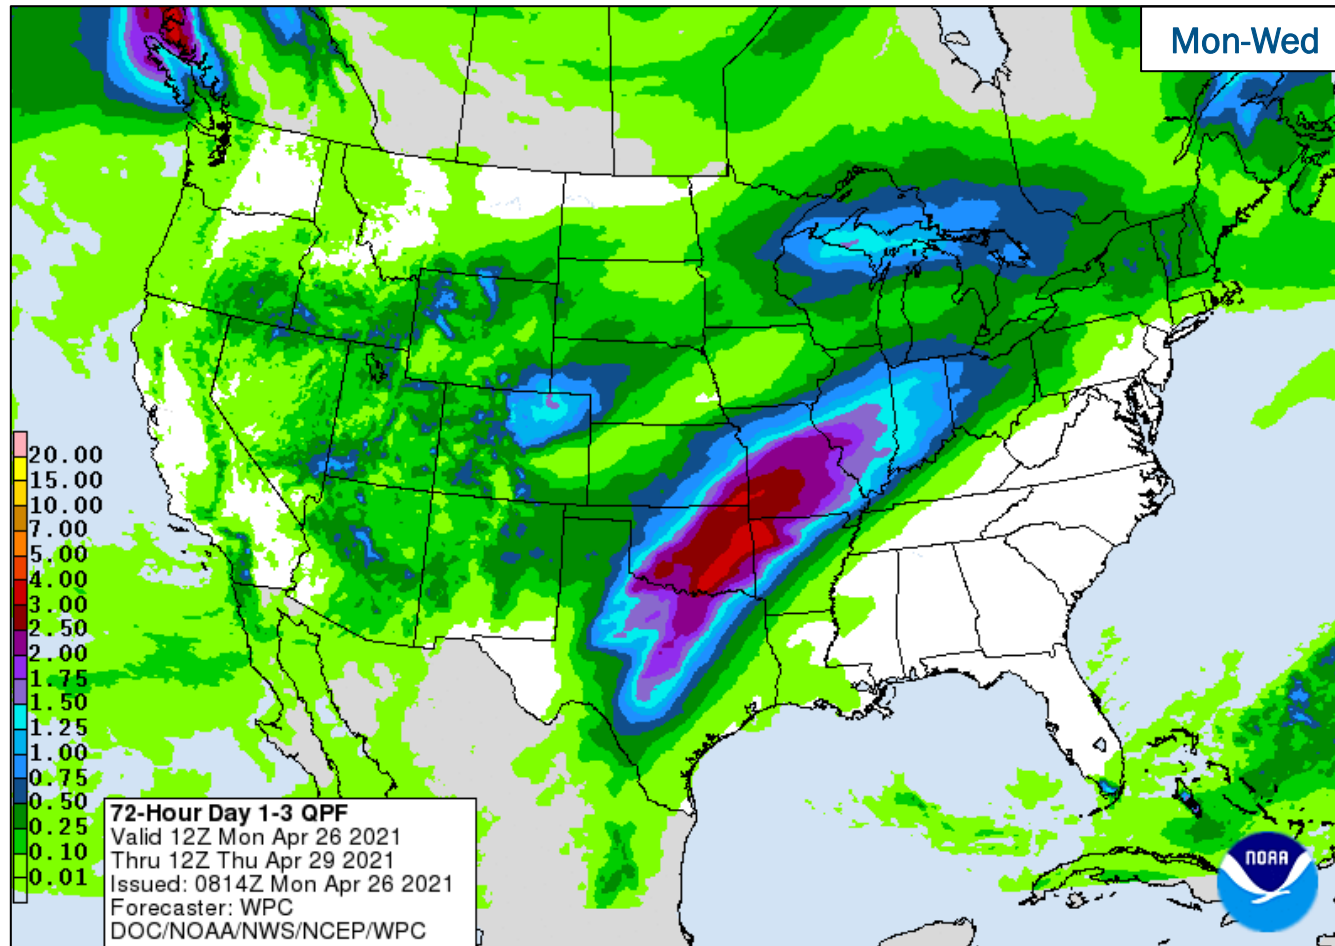 Mon-Wed
20.00
15.00
10.00
7.00
5.00
4.00
3.00
2.50
2.00
1.75
1.50
1.25
1.00
0.75
0.50
0.25
0.10
0.01
72-Hour Day 1-3 QPF
Valid 12Z Mon Apr 26 2021
Thru 12Z Thu Apr 29 2021
Issued: 0814Z Mon Apr 26 2021
Forecaster: WPC
DOC/NOAA/NWS/NCEP/WPC
NOAA